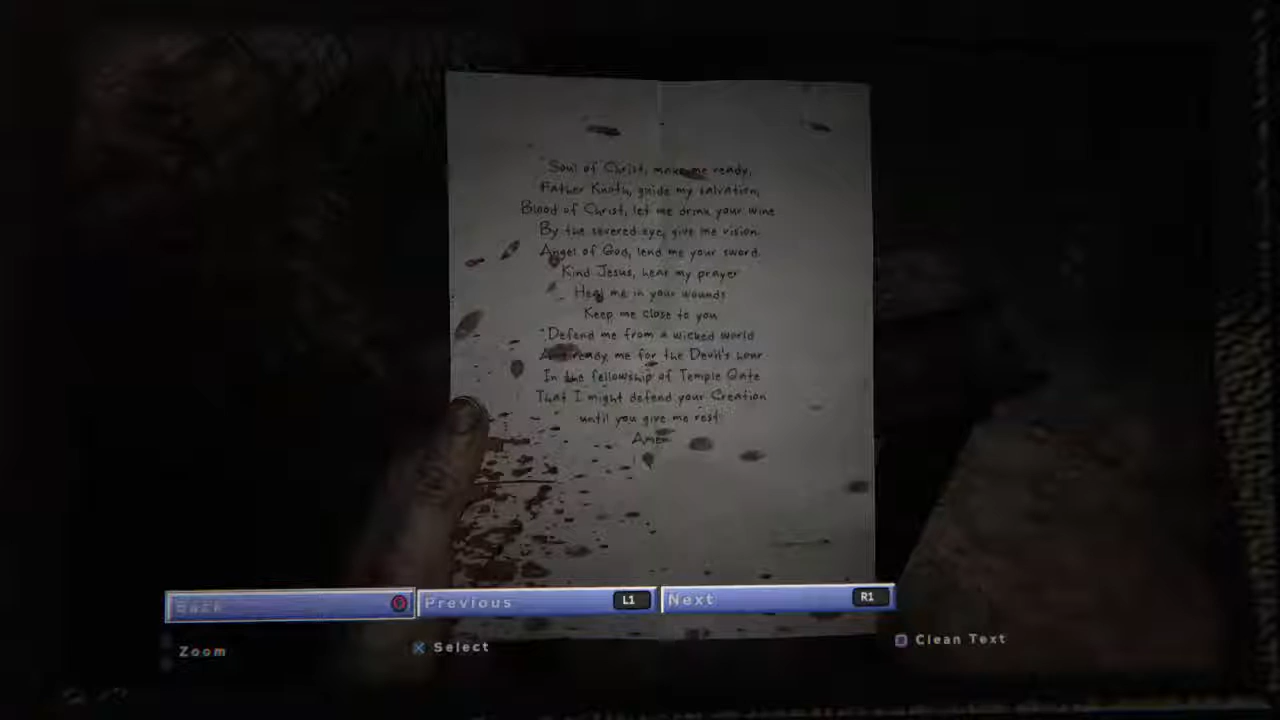 Soul of Christ, make me ready,
Father Knoth, guide my salvation,
Blood of Christ, let me drink your wine
By the severed eye, give me vision.
Angel of God, lend me your sword.
Kind Jesus, hear my prayer
Heal me in your wounds
Keep me close to you
Defend me from a wicked world
And ready me for the Devil's hour
In the fellowship of Temple Gate
That I might defend your Creation
until you give me rest
Amen
Back
Previous L1
Next R1
Zoom
Select
Clean Text